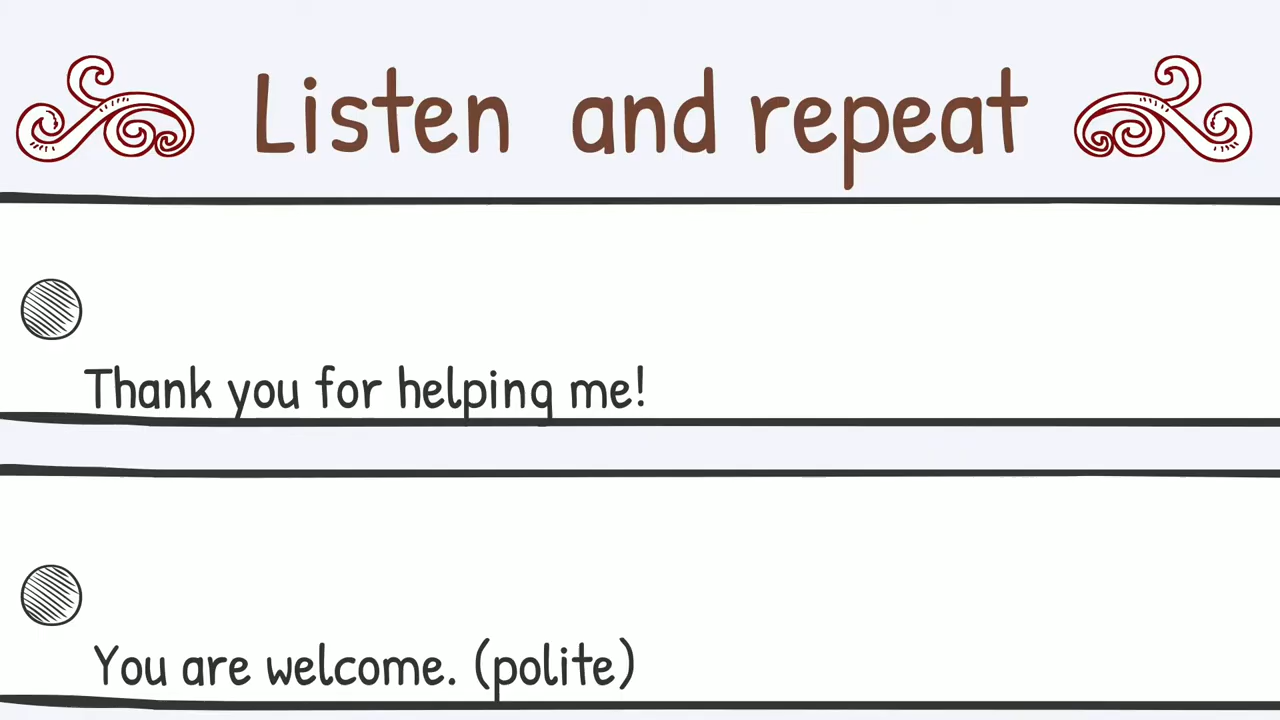 Listen and repeat
Thank you for helping me!
You are welcome. (polite)